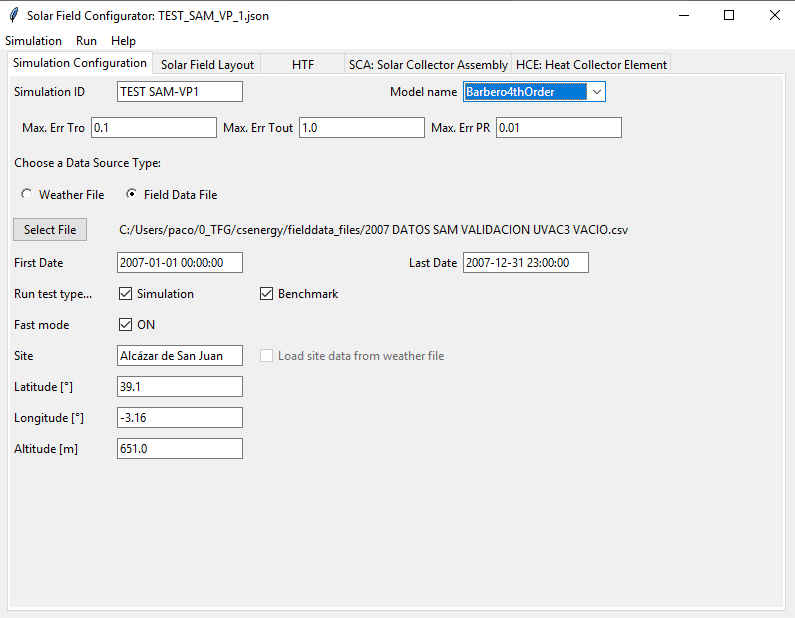 Solar Field Configurator: TEST_SAM_VP_1.json
Simulation Run Help
Simulation Configuration Solar Field Layout HTF SCA: Solar Collector Assembly HCE: Heat Collector Element
Simulation ID TEST SAM-VP1 Model name Barbero4thOrder
Max. Err Tro 0.1 Max. Err Tout 1.0 Max. Err PR 0.01
Choose a Data Source Type:
Weather File Field Data File
Select File C:/Users/paco/0_TFG/csenergy/fielddata_files/2007 DATOS SAM VALIDACION UVAC3 VACIO.csv
First Date 2007-01-01 00:00:00 Last Date 2007-12-31 23:00:00
Run test type... Simulation Benchmark
Fast mode ON
Site Alcázar de San Juan Load site data from weather file
Latitude [°] 39.1
Longitude [°] -3.16
Altitude [m] 651.0